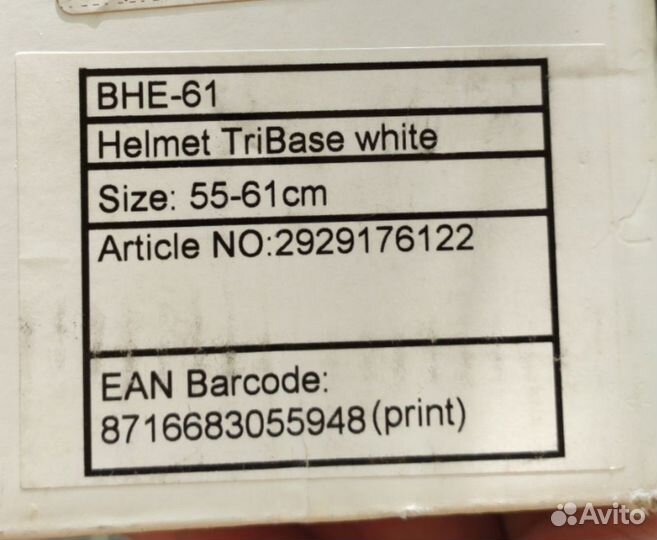 BHE-61
Helmet TriBase white
Size: 55-61cm
Article NO:2929176122
EAN Barcode:
8716683055948(print)
Avito